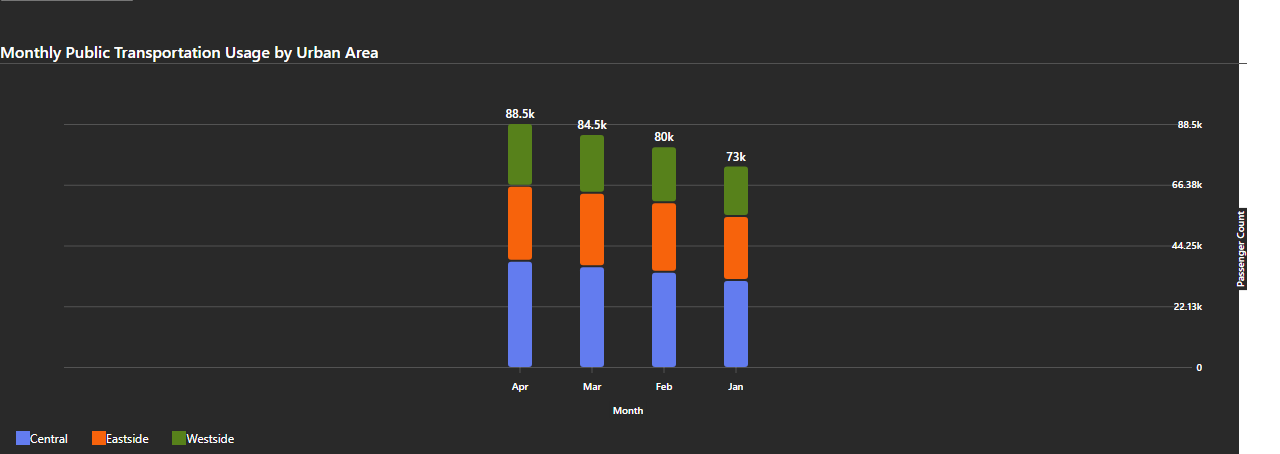 Monthly Public Transportation Usage by Urban Area
88.5k
84.5k
80k
73k
88.5k
66.38k
44.25k
22.13k
0
Passenger Count
Apr
Mar
Feb
Jan
Month
Central
Eastside
Westside